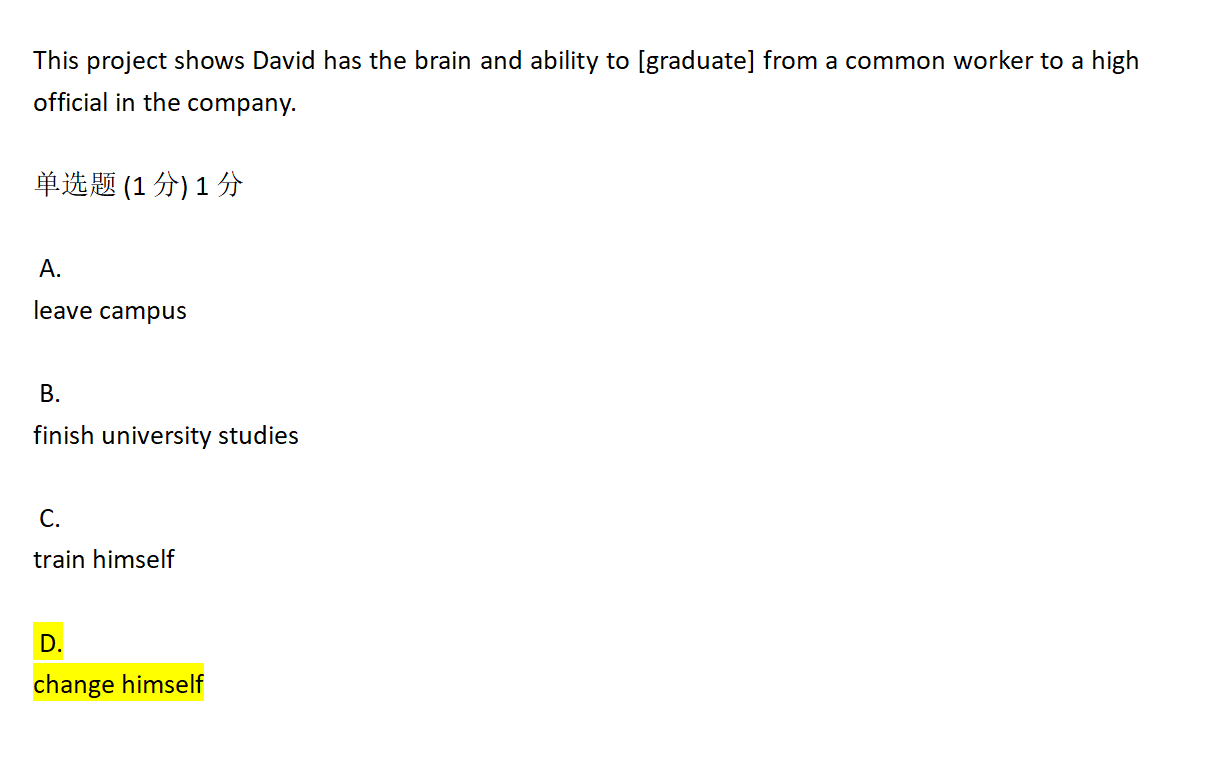 This project shows David has the brain and ability to [graduate] from a common worker to a high
official in the company.
单选题 (1 分) 1 分
A.
leave campus
B.
finish university studies
C.
train himself
D.
change himself